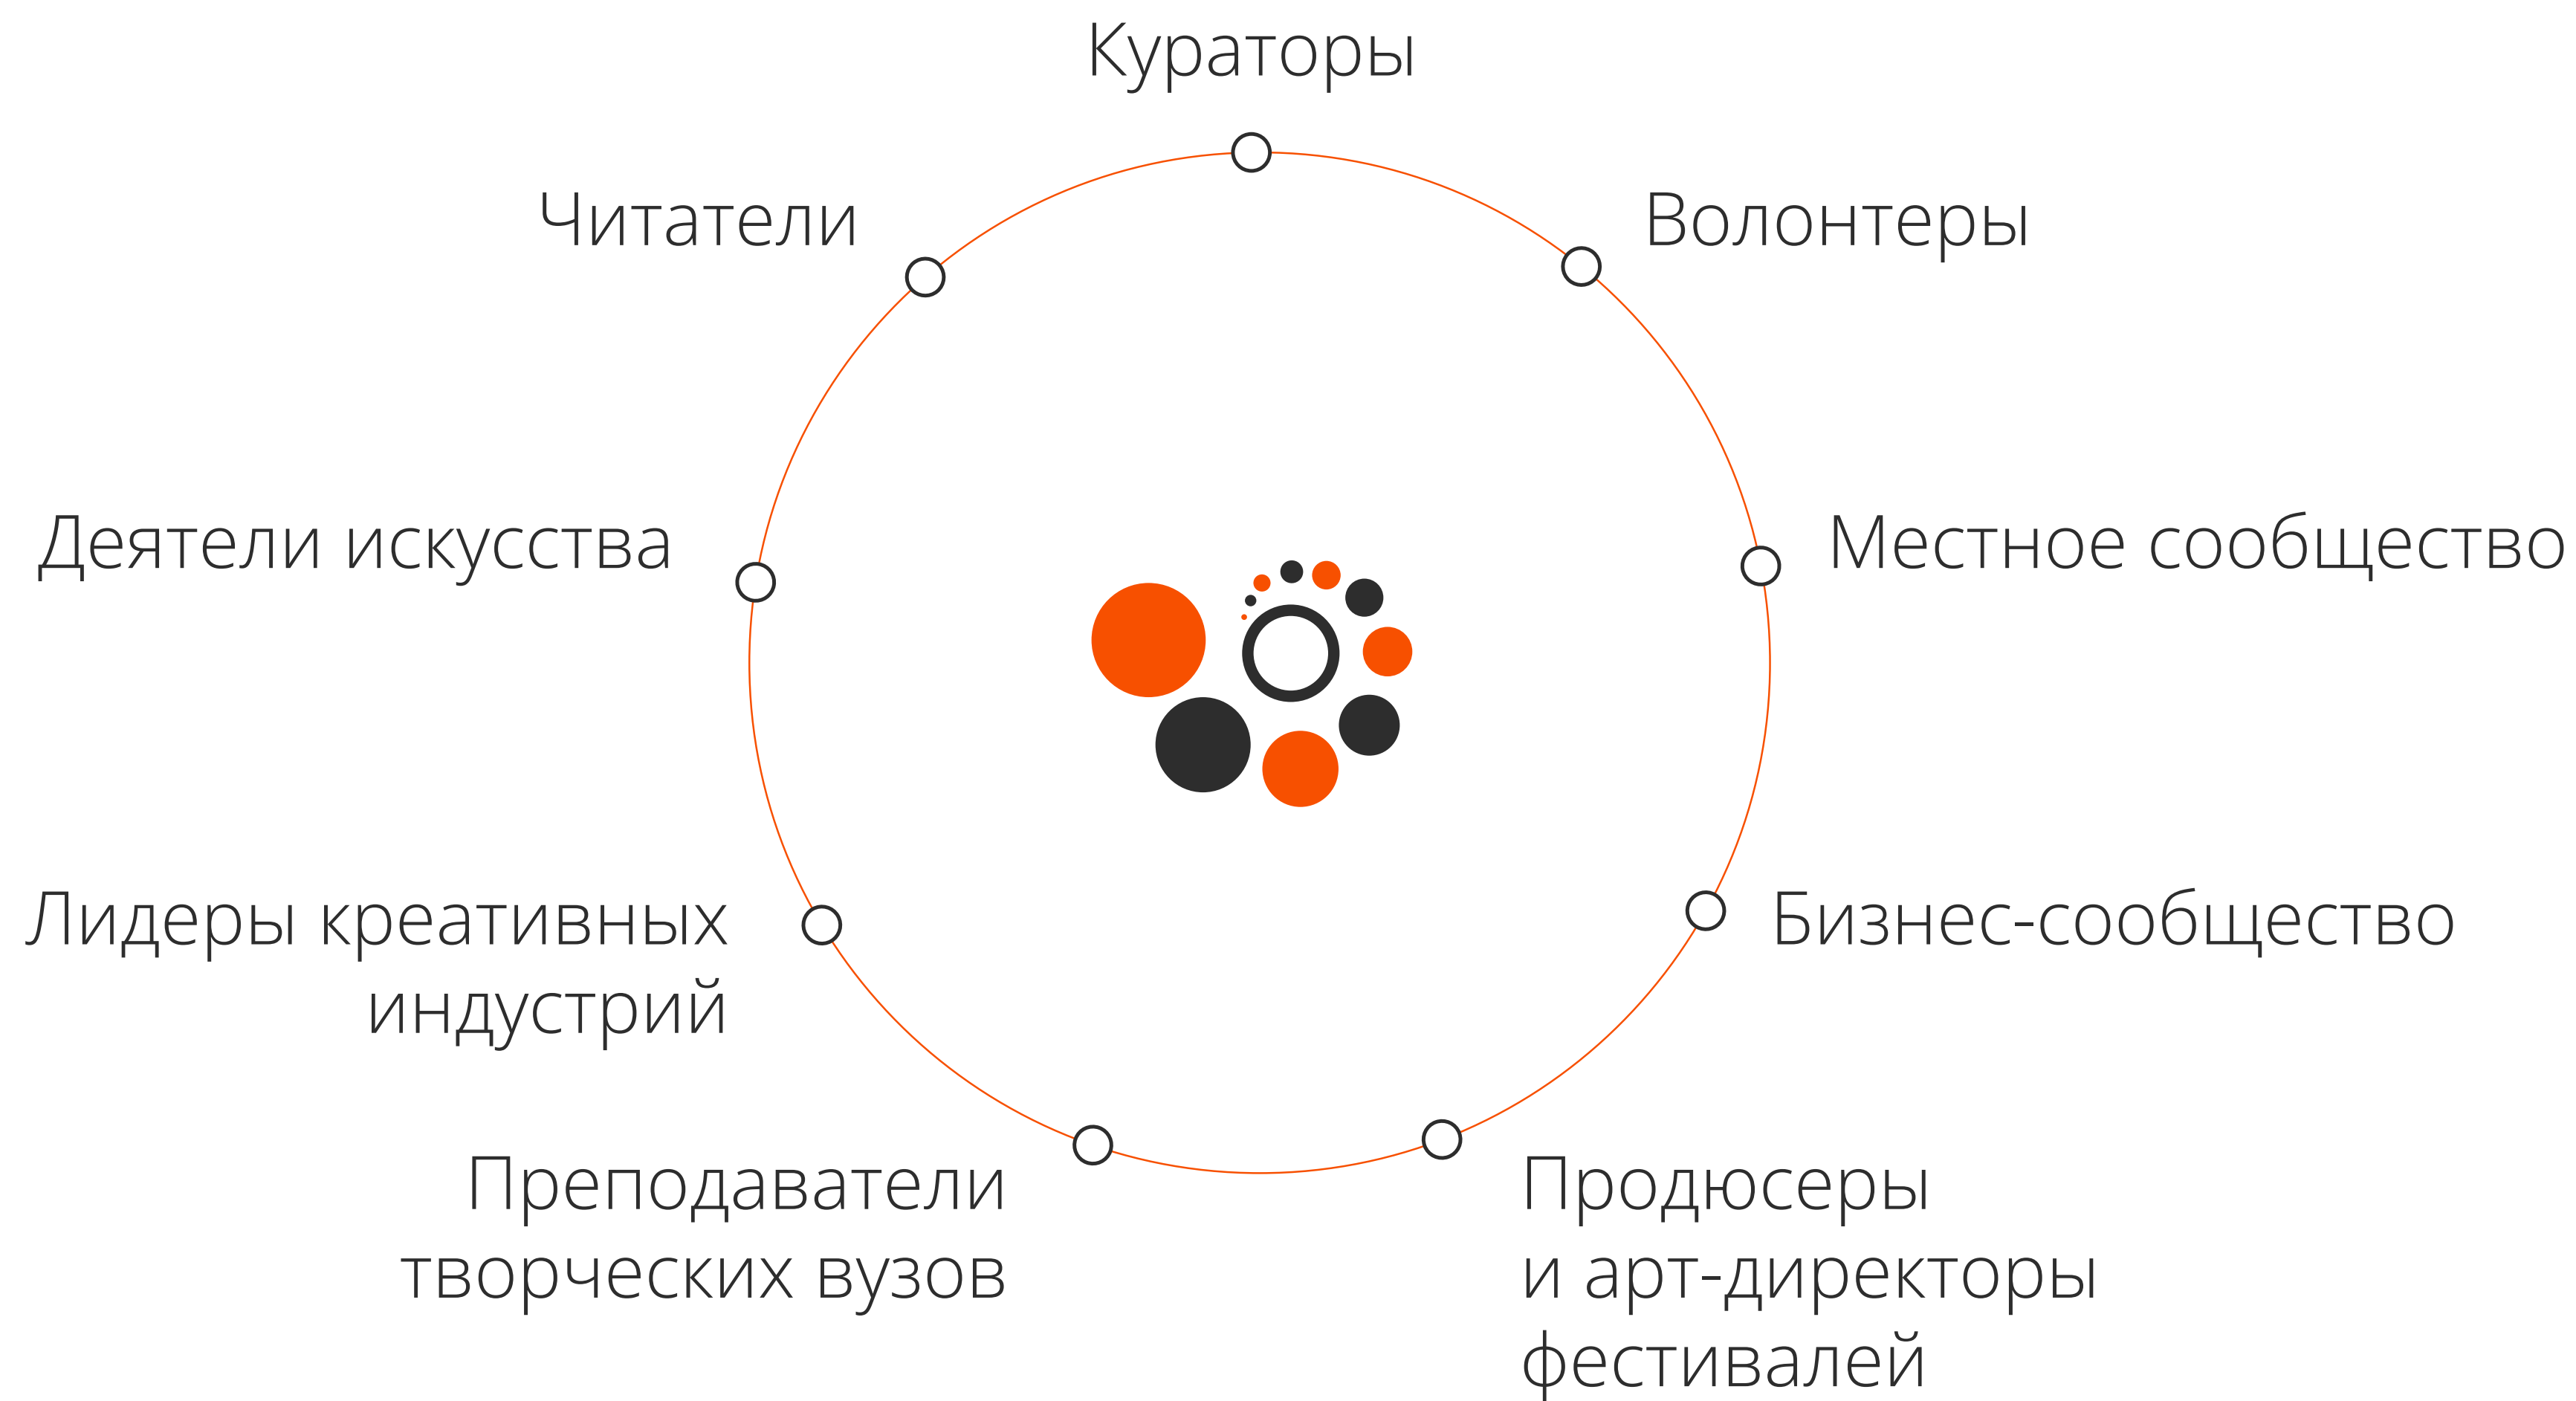 Кураторы
Читатели
Волонтеры
Деятели искусства
Местное сообщество
Лидеры креативных
индустрий
Бизнес-сообщество
Преподаватели
творческих вузов
Продюсеры
и арт-директоры
фестивалей